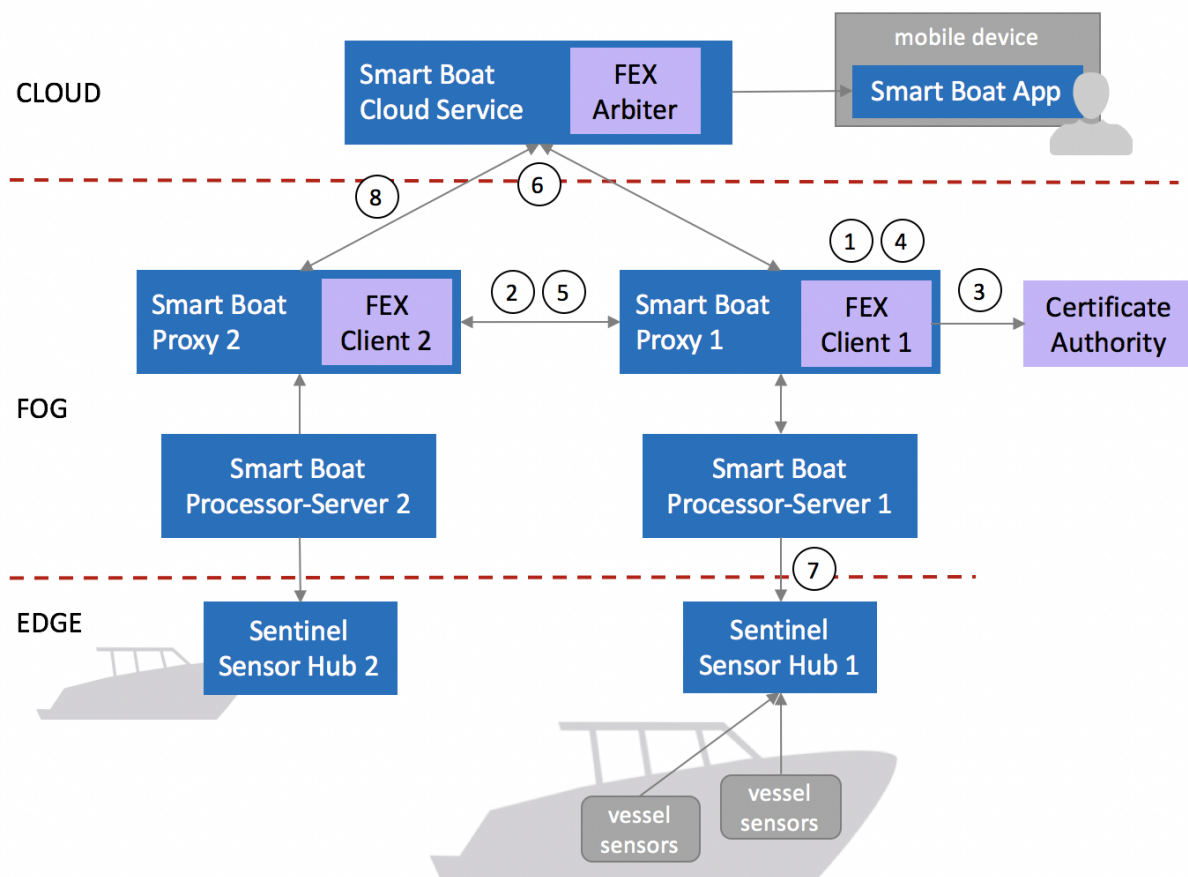 mobile device
Smart Boat
Cloud Service
FEX
Arbiter
Smart Boat App
CLOUD
8
6
1
4
Smart Boat
Proxy 2
FEX
Client 2
2
5
Smart Boat
Proxy 1
FEX
Client 1
3
Certificate
Authority
FOG
Smart Boat
Processor-Server 2
Smart Boat
Processor-Server 1
7
EDGE
Sentinel
Sensor Hub 2
Sentinel
Sensor Hub 1
vessel
sensors
vessel
sensors